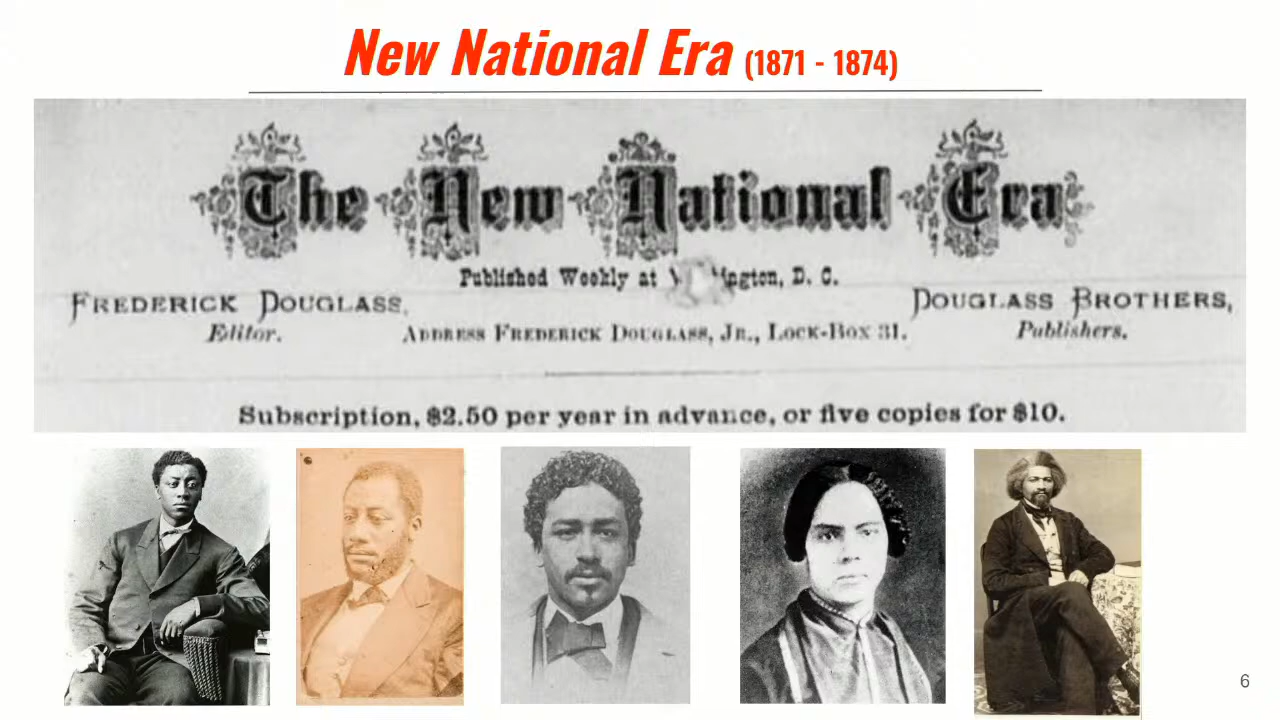 New National Era (1871 - 1874)
The New National Era
Published Weekly at
D. C.
FREDERICK DOUGLASS,
Editor.
ADDRESS FREDERICK DOUGLASS, JR., LOCK-BOX 31.
DOUGLASS BROTHERS,
Publishers.
Subscription, $2.50 per year in advance, or five copies for $10.
6